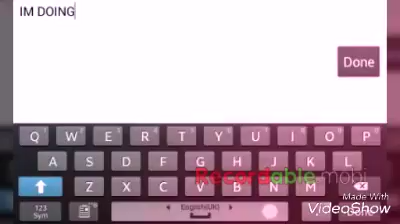 IM DOING
Done
Q W E R T Y U I O P
A S D F G H J K L
Z X C V B N M
Recordable.mobi
123
Sym
English(UK)
Made With
VideoShow